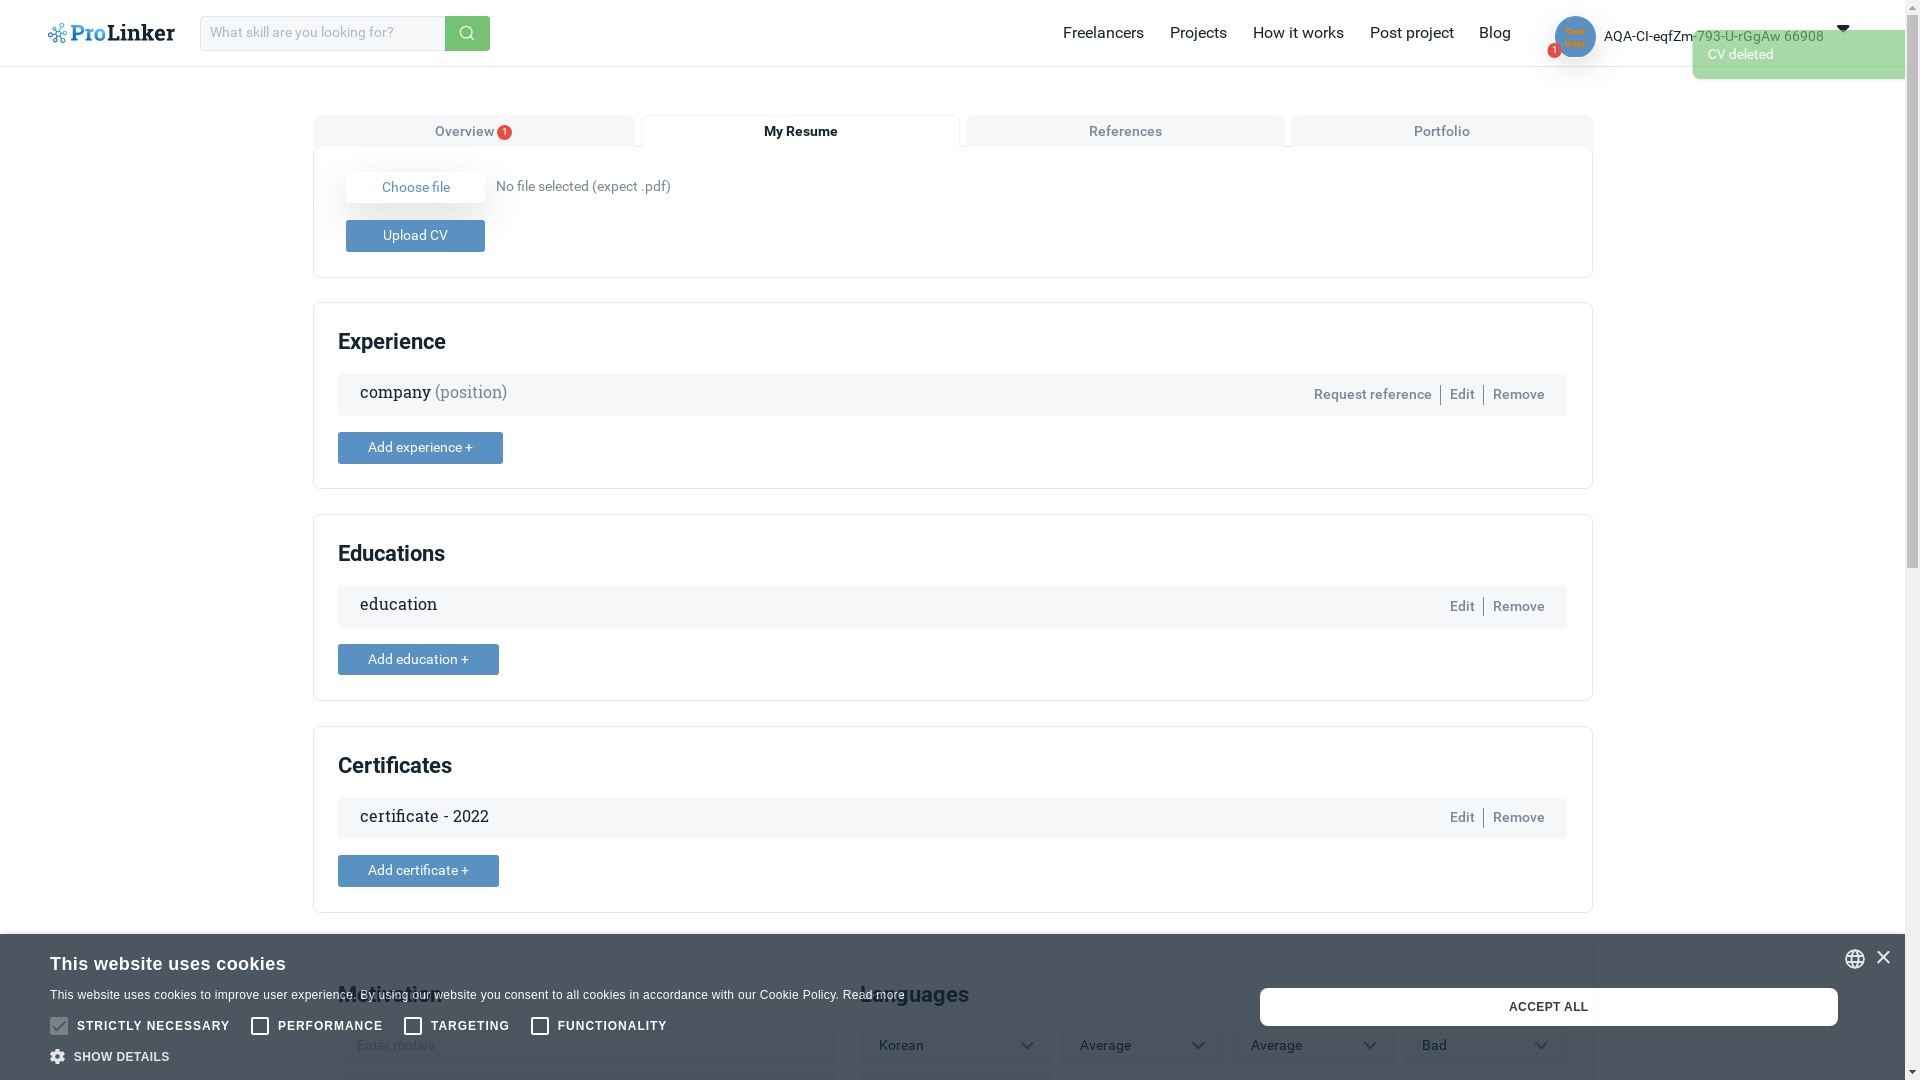 ProLinker
What skill are you looking for?
Freelancers Projects How it works Post project Blog
Test
User
1
AQA-CI-eqfZm-793-U-rGgAw 66908
CV deleted
Overview 1
My Resume
References
Portfolio
Choose file No file selected (expect .pdf)
Upload CV
Experience
company (position) Request reference Edit Remove
Add experience +
Educations
education Edit Remove
Add education +
Certificates
certificate - 2022 Edit Remove
Add certificate +
This website uses cookies
This website uses cookies to improve user experience. By using our website you consent to all cookies in accordance with our Cookie Policy. Read more
Motivation Languages
ACCEPT ALL
STRICTLY NECESSARY PERFORMANCE TARGETING FUNCTIONALITY
Enter motive Korean Average Average Bad
SHOW DETAILS
×